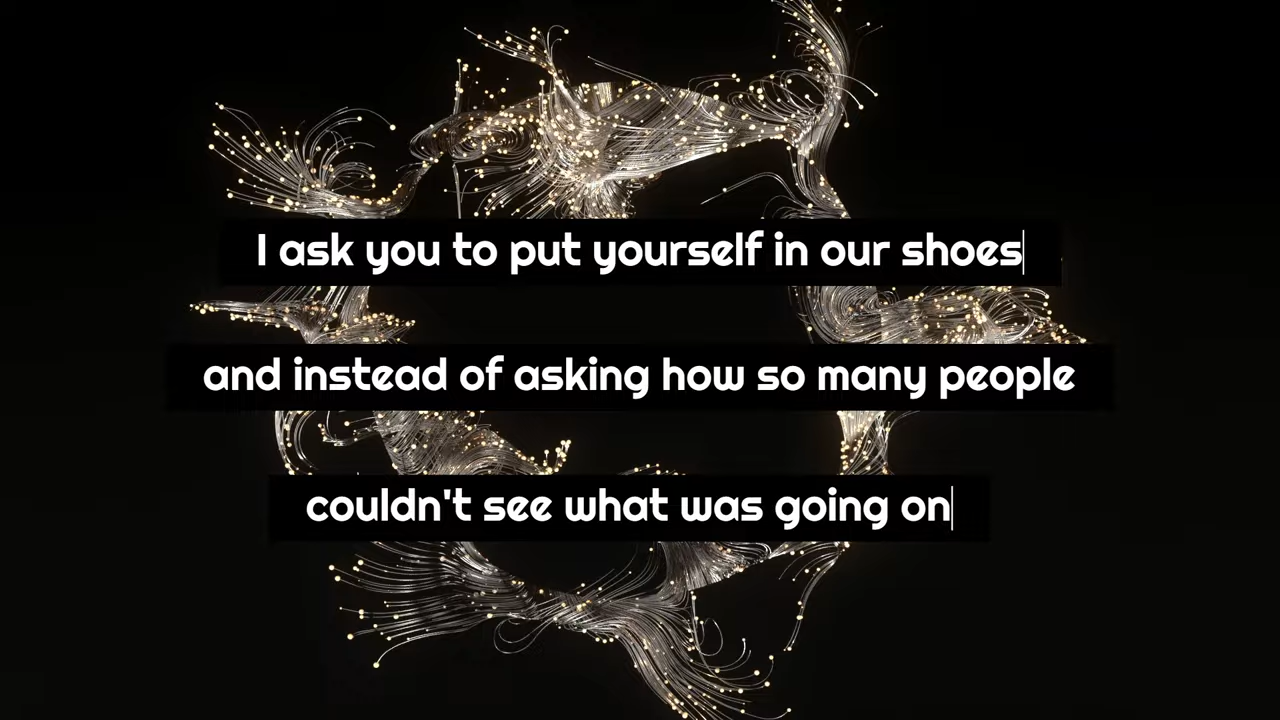 I ask you to put yourself in our shoes
and instead of asking how so many people
couldn't see what was going on